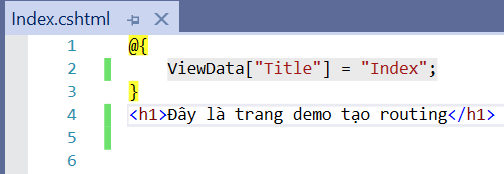 Index.cshtml
1 @{
2 ViewData["Title"] = "Index";
3 }
4 <h1>Đây là trang demo tạo routing</h1>
5
6